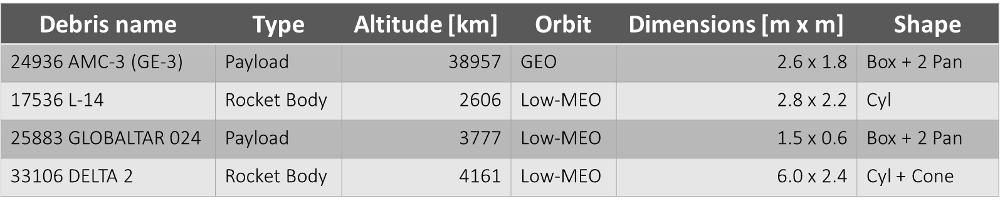 Debris name Type Altitude [km] Orbit Dimensions [m x m] Shape
24936 AMC-3 (GE-3) Payload 38957 GEO 2.6 x 1.8 Box + 2 Pan
17536 L-14 Rocket Body 2606 Low-MEO 2.8 x 2.2 Cyl
25883 GLOBALTAR 024 Payload 3777 Low-MEO 1.5 x 0.6 Box + 2 Pan
33106 DELTA 2 Rocket Body 4161 Low-MEO 6.0 x 2.4 Cyl + Cone